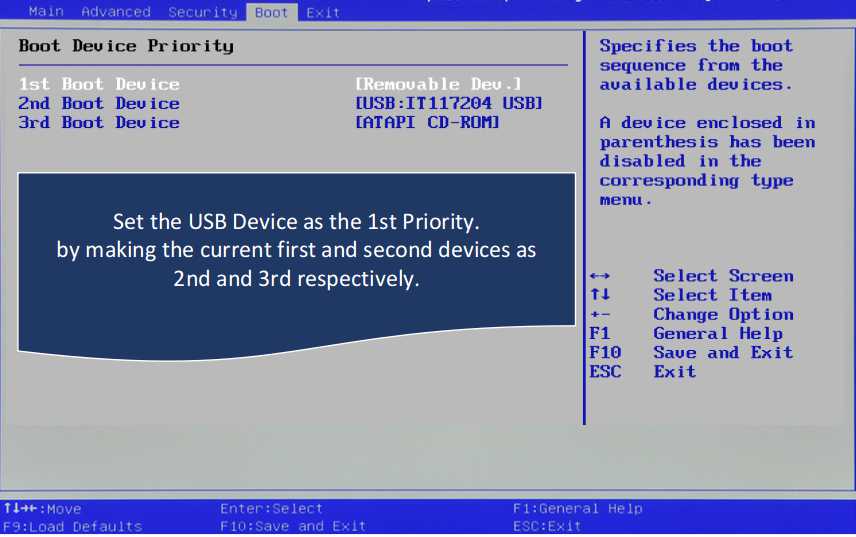 Main Advanced Security Boot Exit
Boot Device Priority
1st Boot Device [Removable Dev.]
2nd Boot Device [USB:IT117204 USB]
3rd Boot Device [ATAPI CD-ROM]
Set the USB Device as the 1st Priority.
by making the current first and second devices as
2nd and 3rd respectively.
Specifies the boot
sequence from the
available devices.
A device enclosed in
parenthesis has been
disabled in the
corresponding type
menu.
↔ Select Screen
↑↓ Select Item
+- Change Option
F1 General Help
F10 Save and Exit
ESC Exit
↑↓→←:Move Enter:Select F1:General Help
F9:Load Defaults F10:Save and Exit ESC:Exit